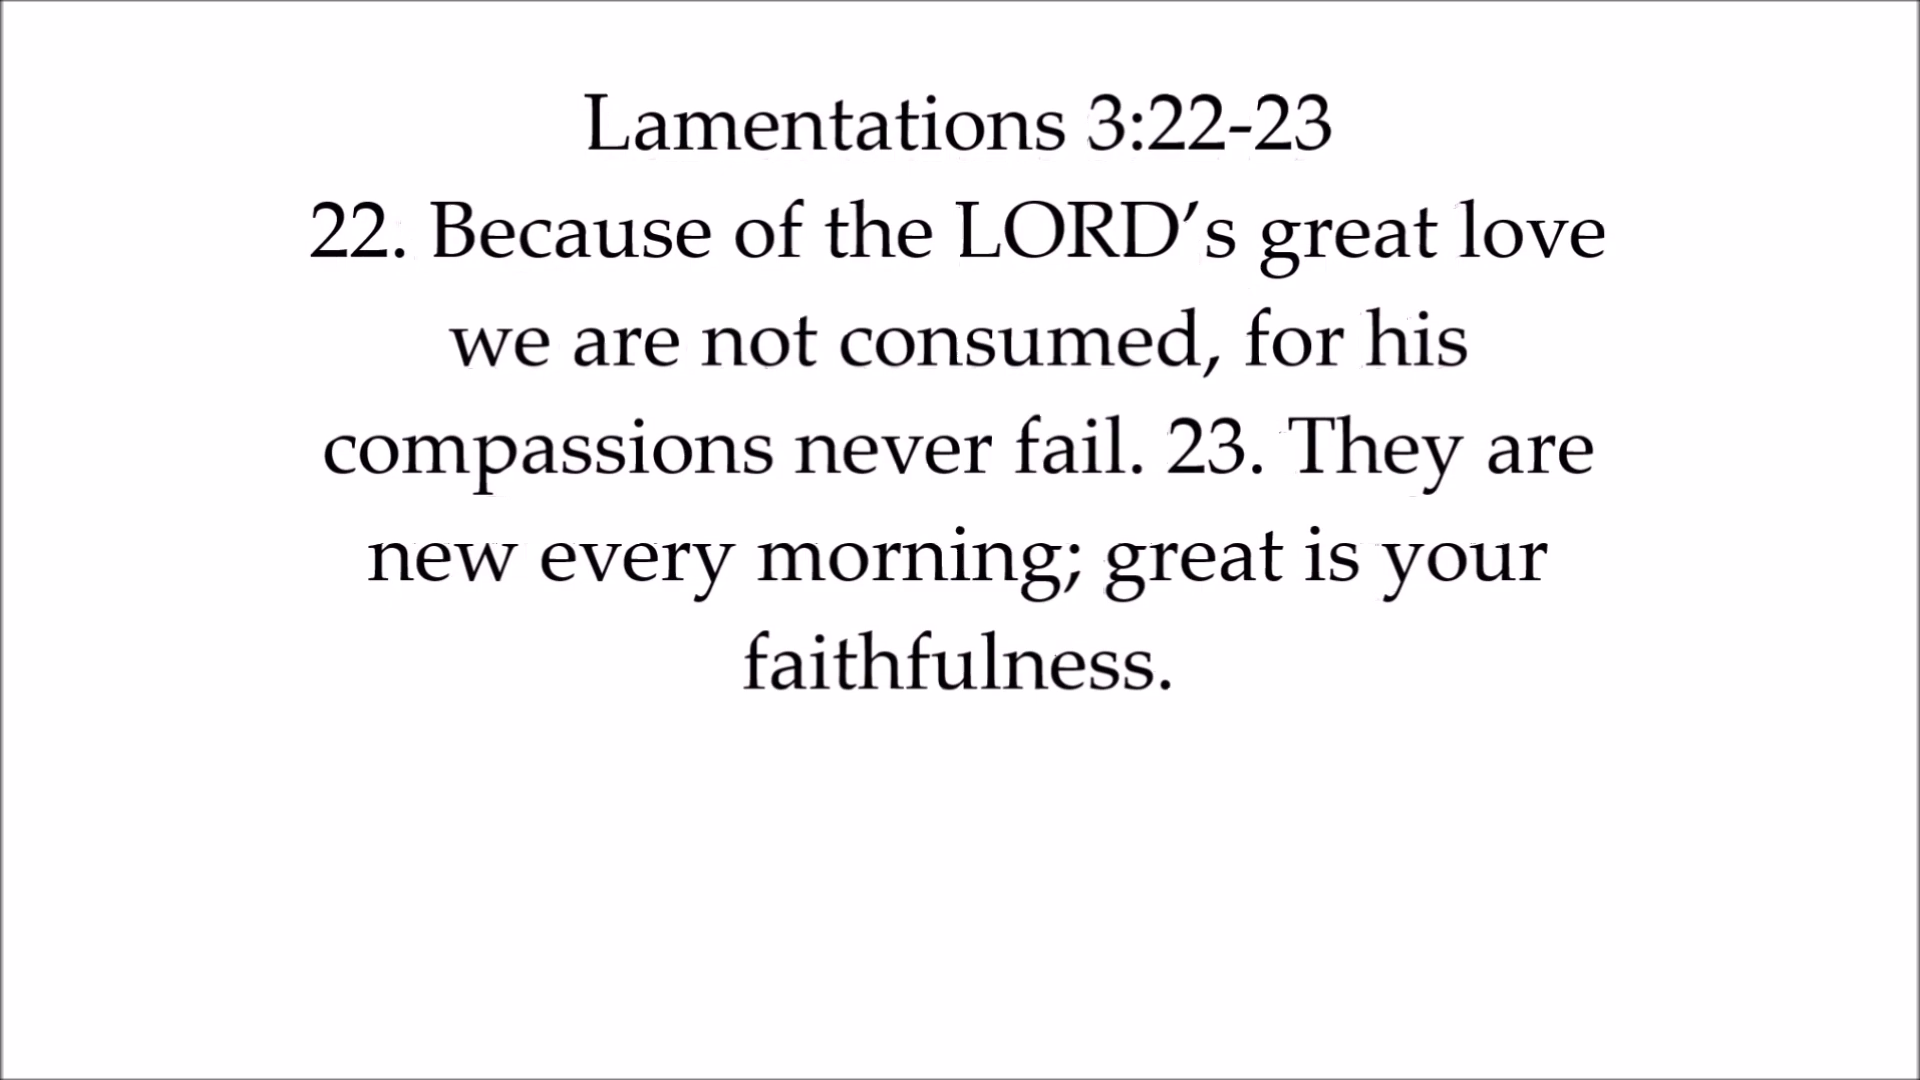 Lamentations 3:22-23
22. Because of the LORD’s great love
we are not consumed, for his
compassions never fail. 23. They are
new every morning; great is your
faithfulness.